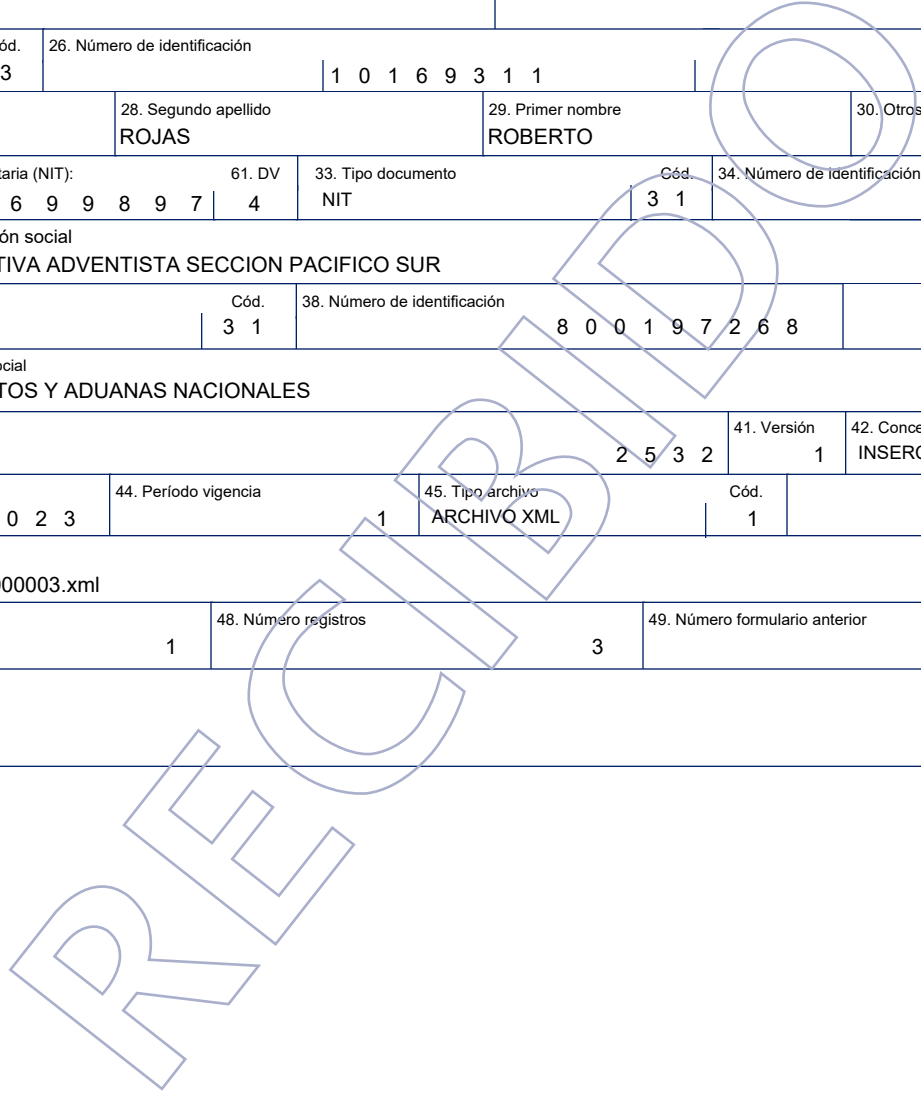 ód. 26. Número de identificación
3 1 0 1 6 9 3 1 1
28. Segundo apellido 29. Primer nombre 30. Otros
ROJAS ROBERTO
taria (NIT): 61. DV 33. Tipo documento Cód. 34. Número de identificación
6 9 9 8 9 7 4 NIT 3 1
ón social
TIVA ADVENTISTA SECCION PACIFICO SUR
Cód. 38. Número de identificación
3 1 8 0 0 1 9 7 2 6 8
ocial
TOS Y ADUANAS NACIONALES
41. Versión 42. Conce
2 5 3 2 1 INSERC
44. Período vigencia 45. Tipo archivo Cód.
0 2 3 1 ARCHIVO XML 1
000003.xml
48. Número registros 49. Número formulario anterior
1 3
RECIBIDO